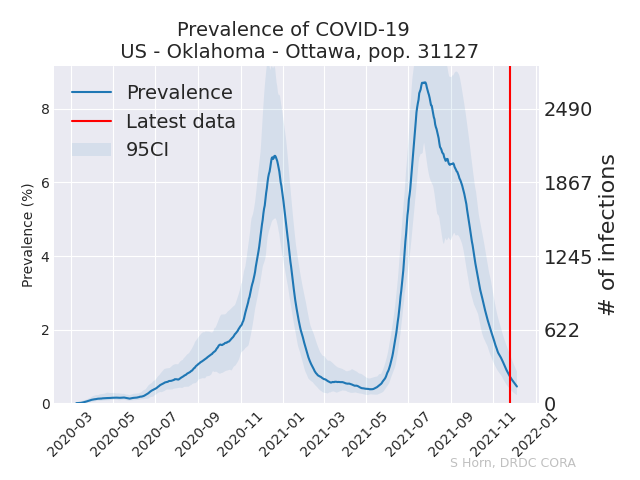 Prevalence of COVID-19
US - Oklahoma - Ottawa, pop. 31127
Prevalence
Latest data
95CI
Prevalence (%)
8
6
4
2
0
2490
1867
1245
622
0
# of infections
2020-03
2020-05
2020-07
2020-09
2020-11
2021-01
2021-03
2021-05
2021-07
2021-09
2021-11
2022-01
S Horn, DRDC CORA